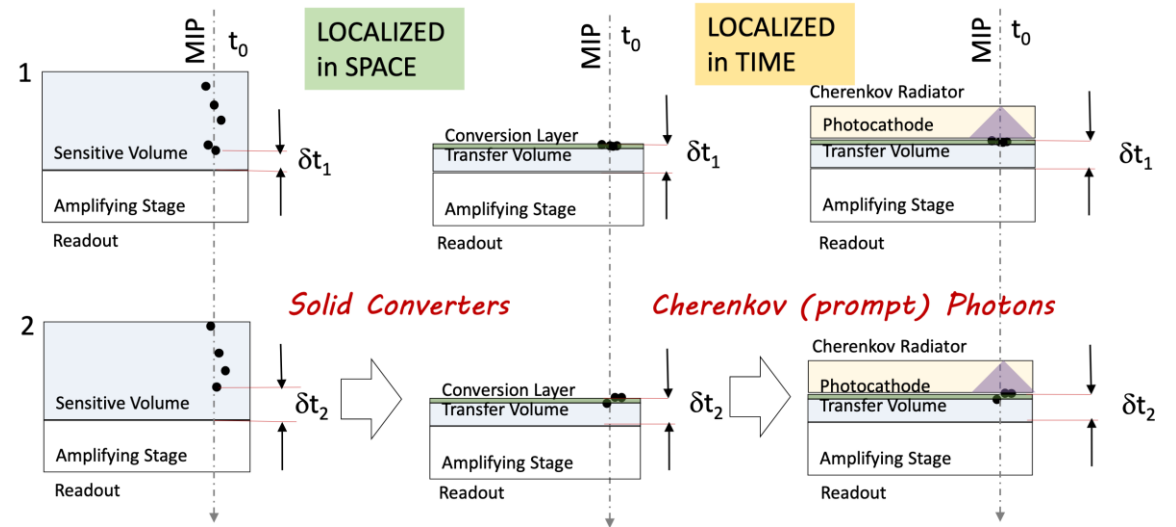 MIP
t0
1
Sensitive Volume
δt1
Amplifying Stage
Readout
LOCALIZED
in SPACE
MIP
t0
Conversion Layer
Transfer Volume
δt1
Amplifying Stage
Readout
LOCALIZED
in TIME
MIP
t0
Cherenkov Radiator
Photocathode
Transfer Volume
δt1
Amplifying Stage
Readout
Solid Converters
Cherenkov (prompt) Photons
2
Sensitive Volume
δt2
Amplifying Stage
Readout
Conversion Layer
Transfer Volume
δt2
Amplifying Stage
Readout
Cherenkov Radiator
Photocathode
Transfer Volume
δt2
Amplifying Stage
Readout